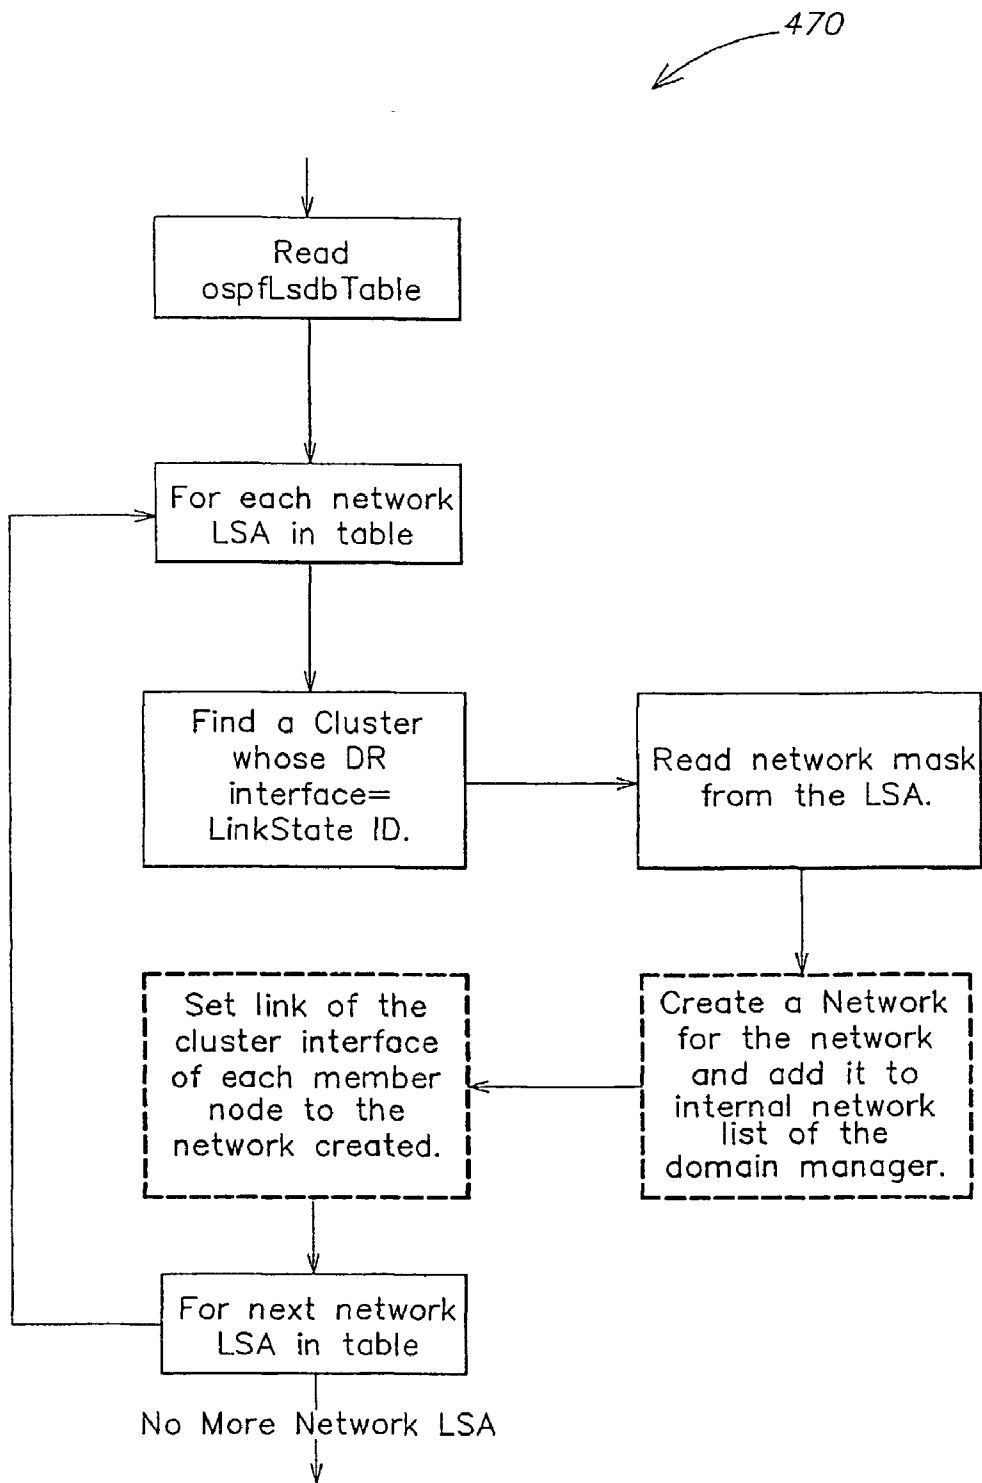 470
Read
ospfLsdbTable
For each network
LSA in table
Find a Cluster
whose DR
interface=
LinkState ID.
Read network mask
from the LSA.
Create a Network
for the network
and add it to
internal network
list of the
domain manager.
Set link of the
cluster interface
of each member
node to the
network created.
For next network
LSA in table
No More Network LSA